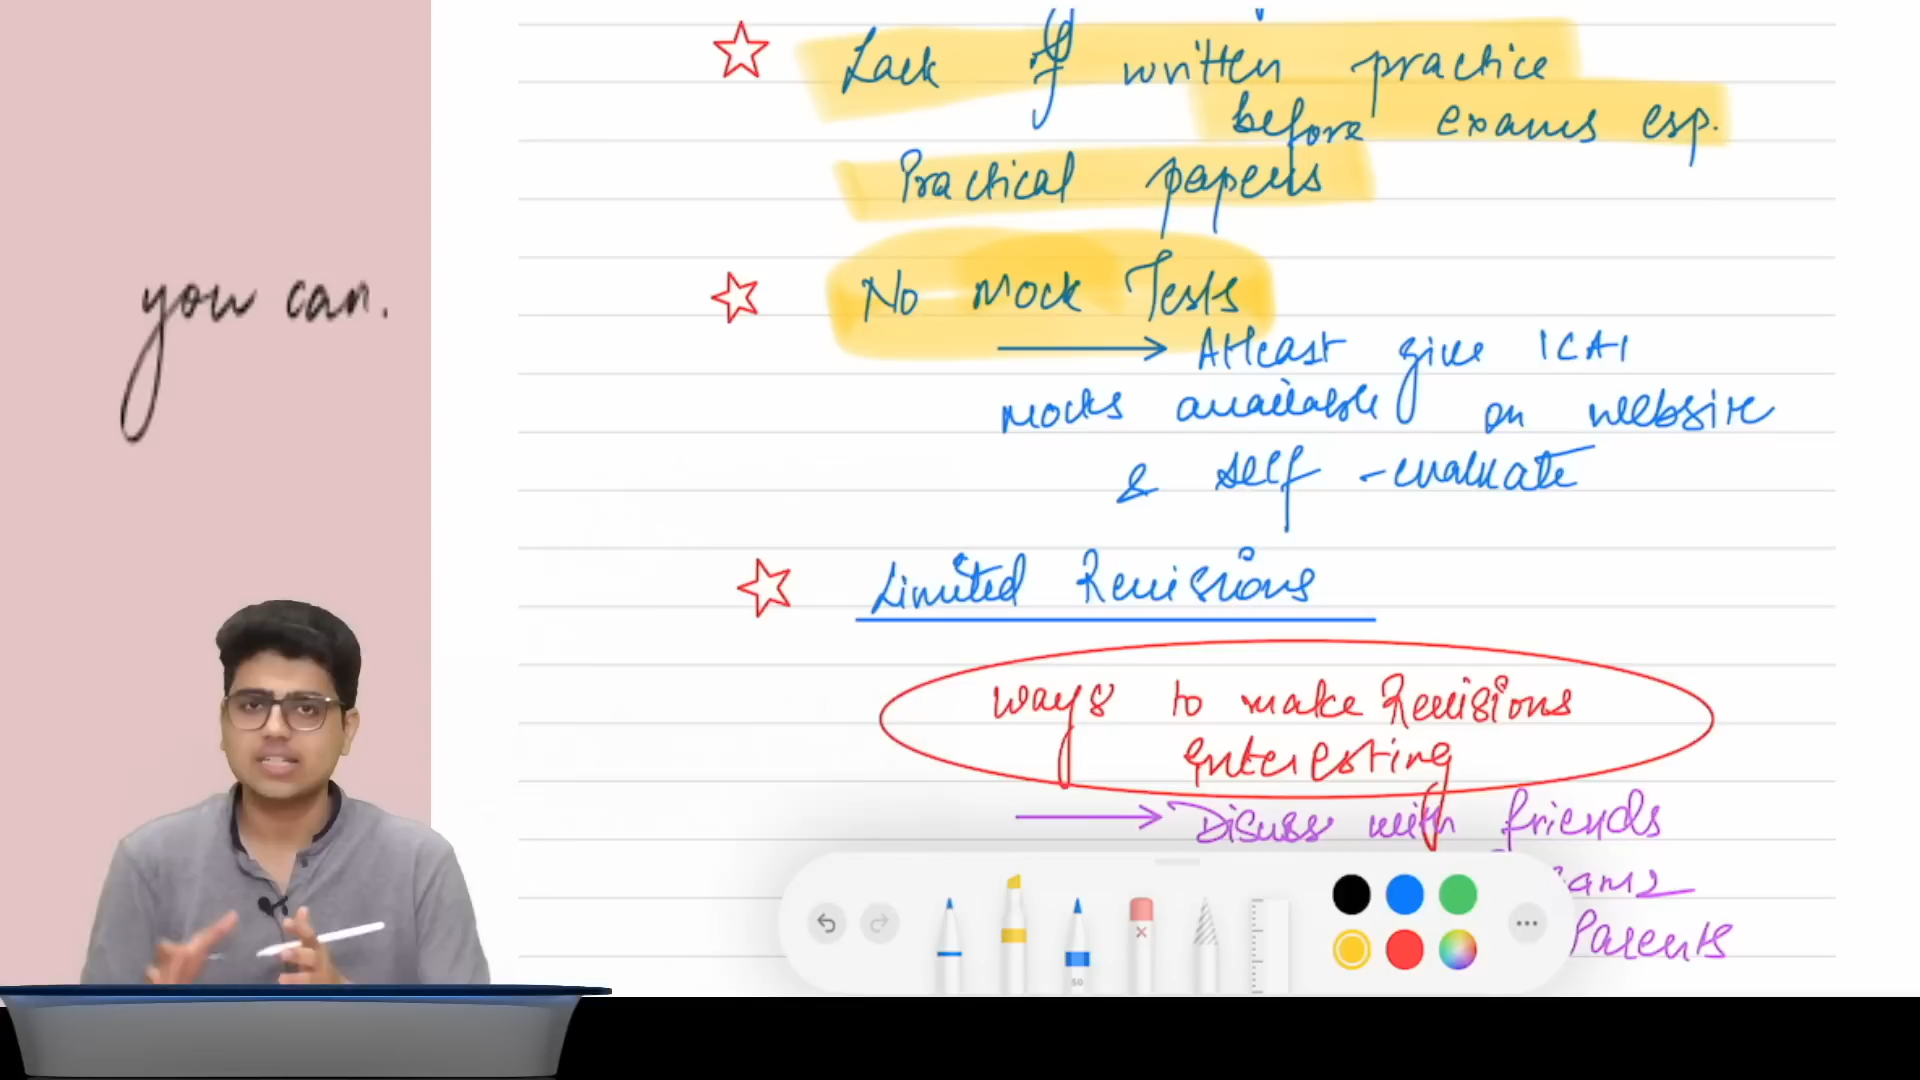 you can.
Lack of written practice
before exams esp.
Practical papers
No Mock Tests
Atleast give ICAI
mocks available on website
& self-evaluate
Limited Revisions
ways to make Revisions
interesting
Discuss with friends
Parents
50